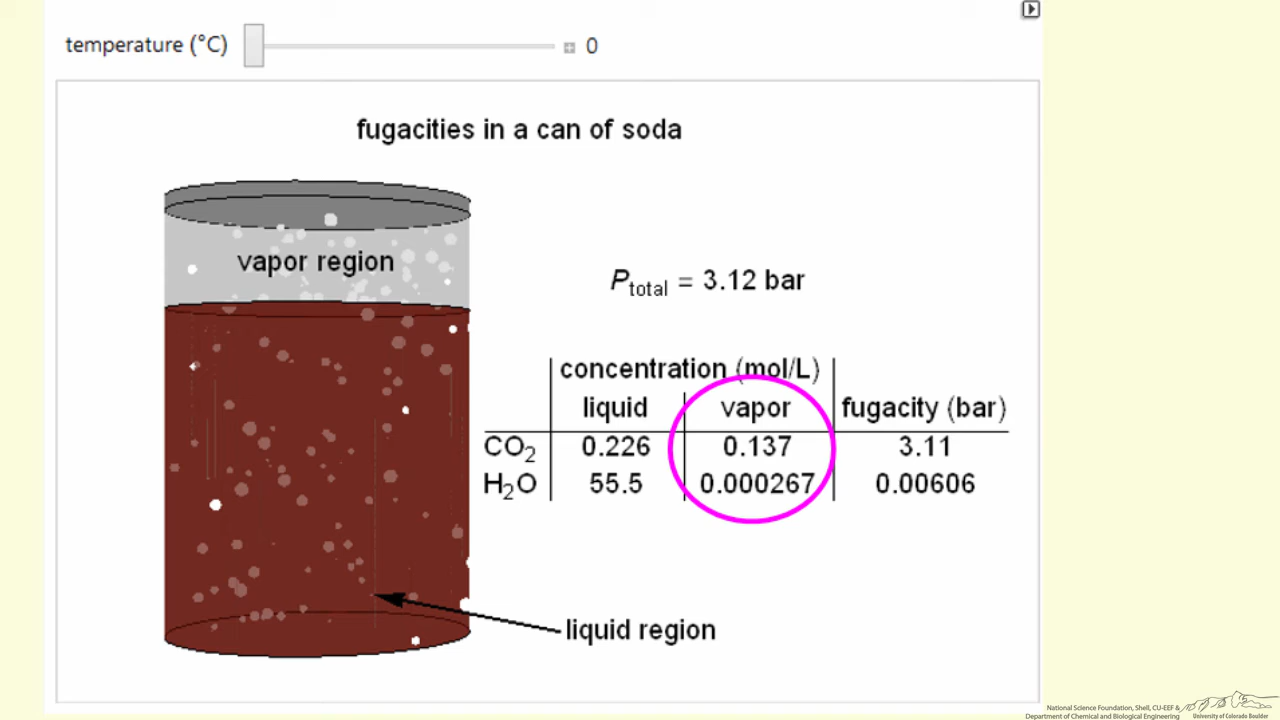 temperature (°C) 0
fugacities in a can of soda
vapor region
Ptotal = 3.12 bar
concentration (mol/L)
liquid vapor fugacity (bar)
CO2 0.226 0.137 3.11
H2O 55.5 0.000267 0.00606
liquid region
National Science Foundation, Shell, CU-EEF &
Department of Chemical and Biological Engineering
University of Colorado Boulder